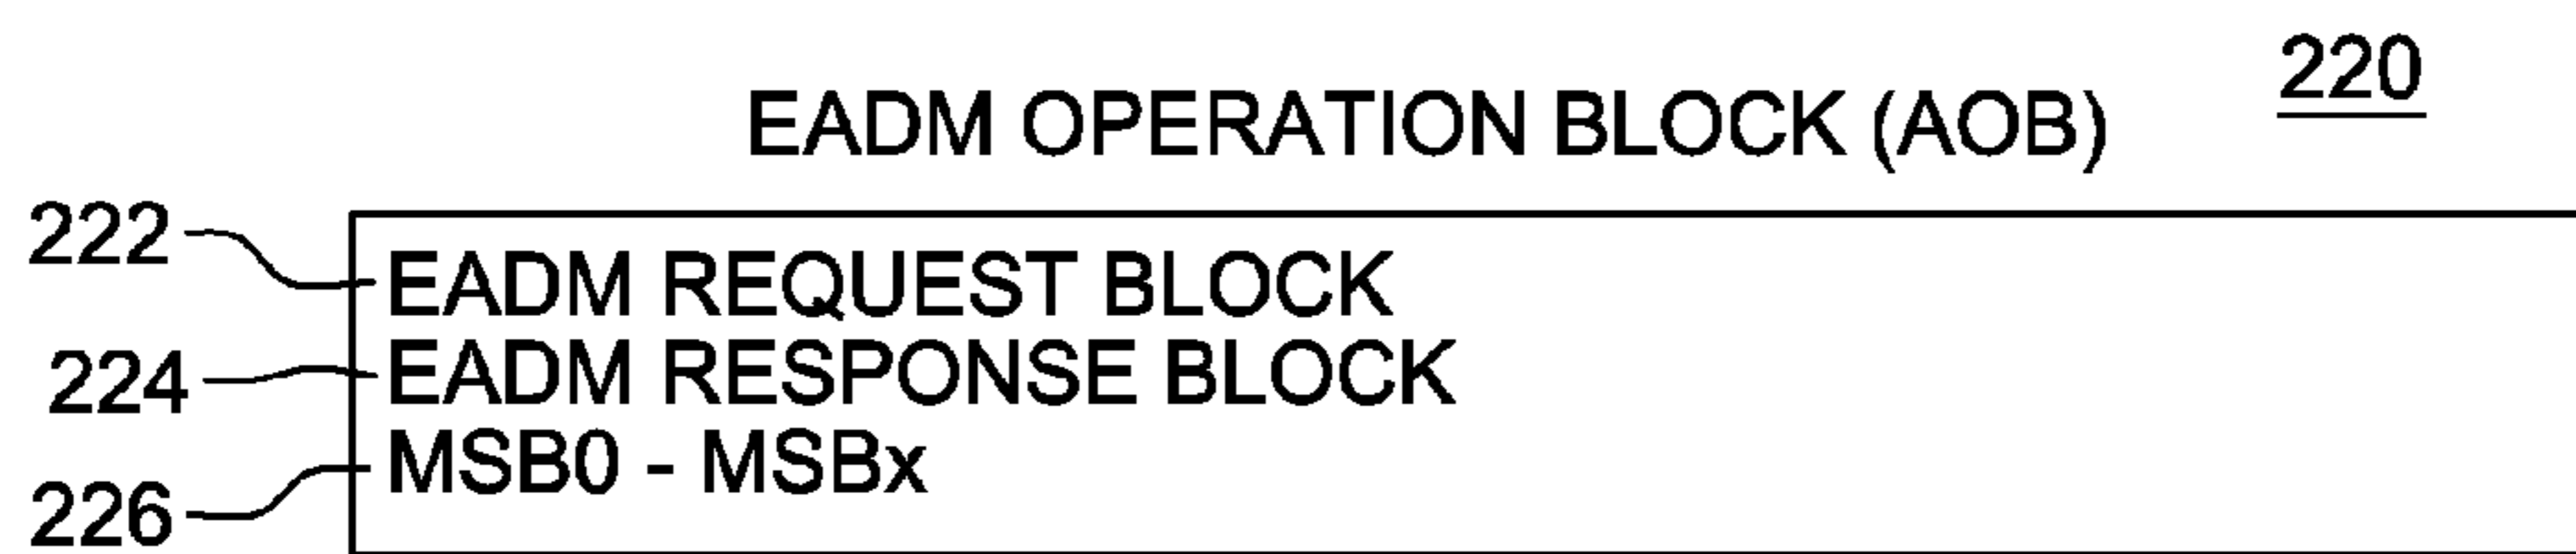 220
EADM OPERATION BLOCK (AOB)
222
EADM REQUEST BLOCK
224
EADM RESPONSE BLOCK
226
MSB0 - MSBx